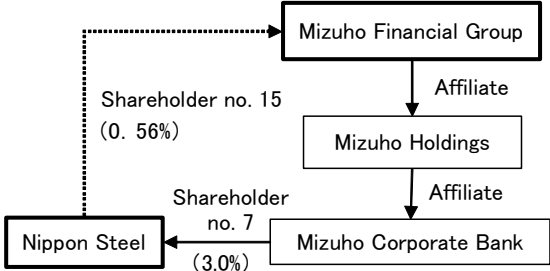 Mizuho Financial Group
Shareholder no. 15
(0. 56%)
Affiliate
Mizuho Holdings
Affiliate
Shareholder
no. 7
Nippon Steel
(3.0%)
Mizuho Corporate Bank